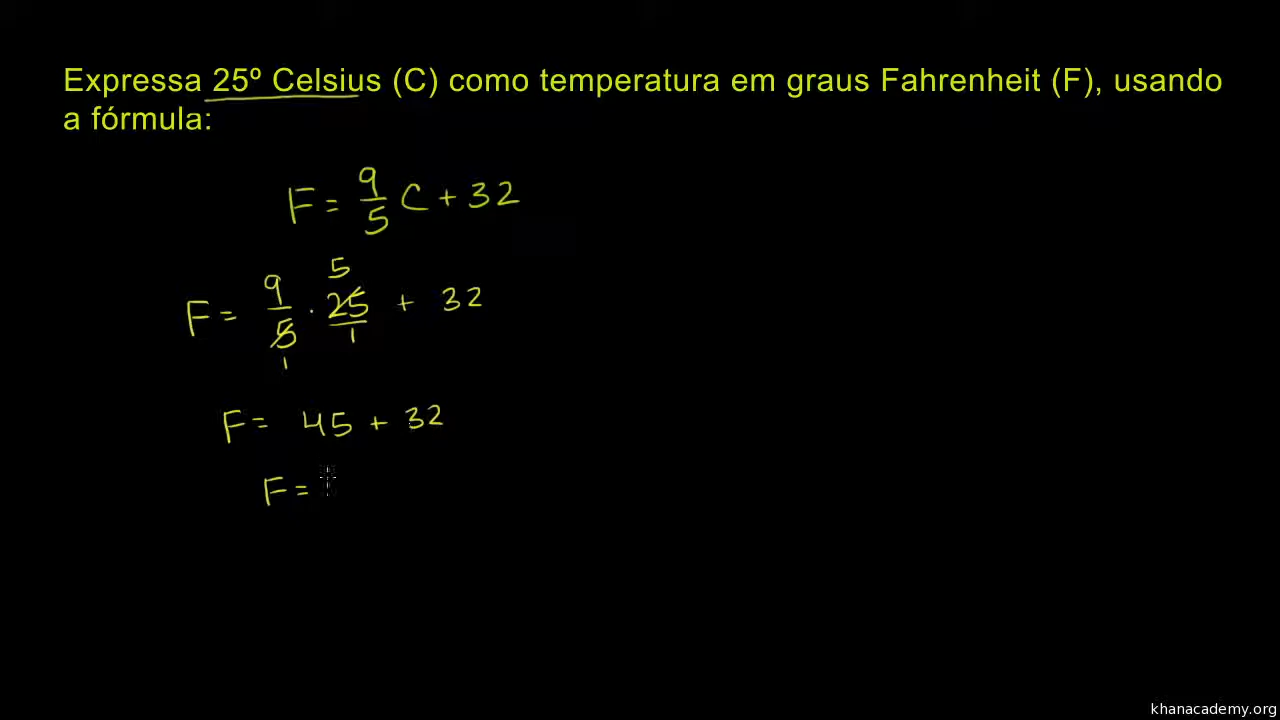 Expressa 25º Celsius (C) como temperatura em graus Fahrenheit (F), usando
a fórmula:
F = 9/5 C + 32
F = 9/5 · 25/1 + 32
5
1
F = 45 + 32
F =
khanacademy.org